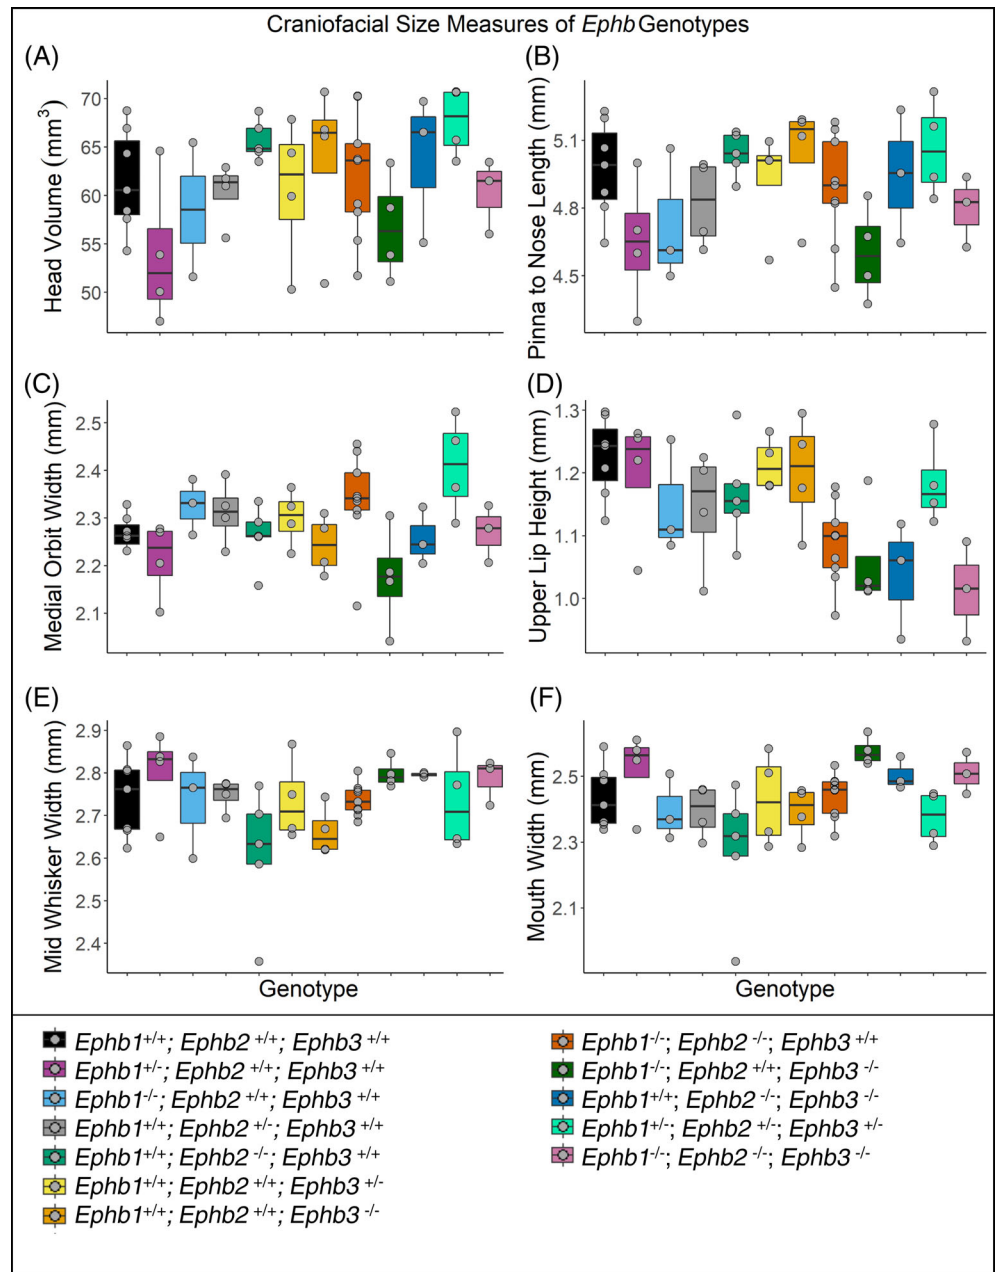 Craniofacial Size Measures of Ephb Genotypes
(A)
Head Volume (mm³)
70
65
60
55
50
(B)
Pinna to Nose Length (mm)
5.1
4.8
4.5
(C)
Medial Orbit Width (mm)
2.5
2.4
2.3
2.2
2.1
(D)
Upper Lip Height (mm)
1.3
1.2
1.1
1.0
(E)
Mid Whisker Width (mm)
2.9
2.8
2.7
2.6
2.5
2.4
Genotype
(F)
Mouth Width (mm)
2.5
2.3
2.1
Genotype
Ephb1+/+; Ephb2 +/+; Ephb3 +/+
Ephb1+/-; Ephb2 +/+; Ephb3 +/+
Ephb1-/-; Ephb2 +/+; Ephb3 +/+
Ephb1+/+; Ephb2 +/-; Ephb3 +/+
Ephb1+/+; Ephb2 -/-; Ephb3 +/+
Ephb1+/+; Ephb2 +/+; Ephb3 +/-
Ephb1+/+; Ephb2 +/+; Ephb3 -/-
Ephb1-/-; Ephb2 -/-; Ephb3 +/+
Ephb1-/-; Ephb2 +/+; Ephb3 -/-
Ephb1+/+; Ephb2 -/-; Ephb3 -/-
Ephb1+/-; Ephb2 +/-; Ephb3 +/-
Ephb1-/-; Ephb2 -/-; Ephb3 -/-